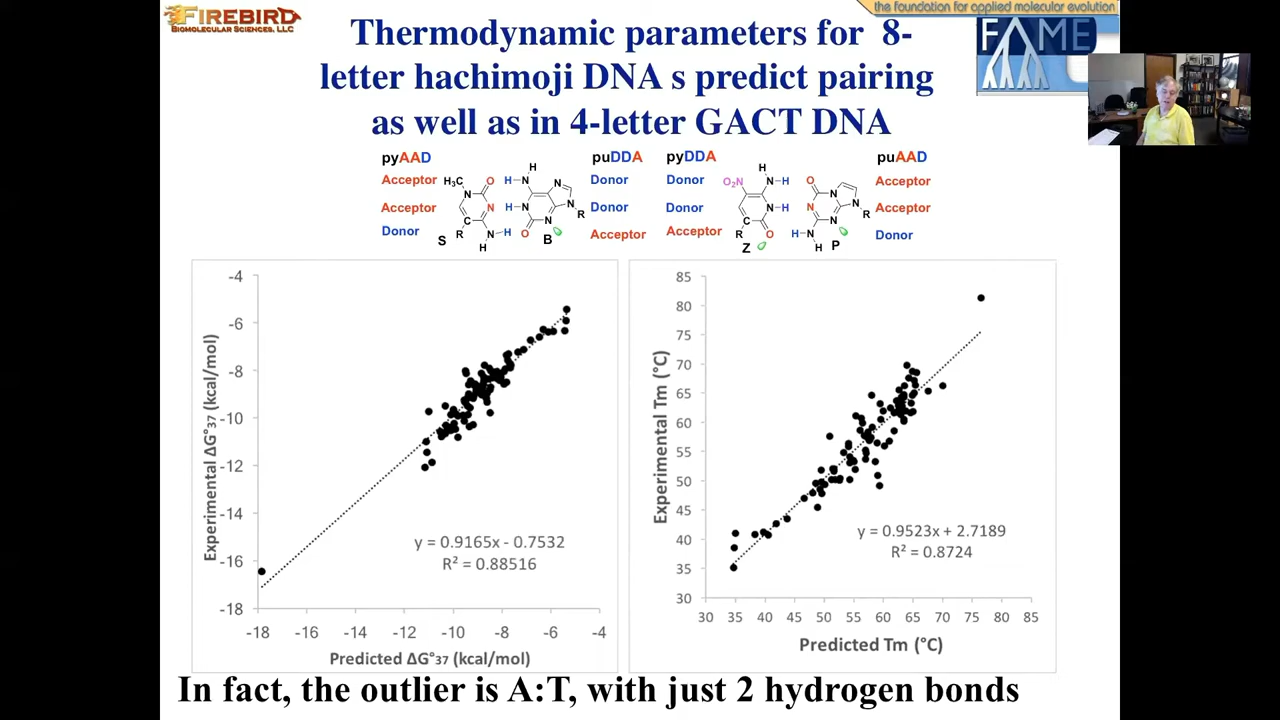 FIREBIRD
BIOMOLECULAR SCIENCES, LLC
the foundation for applied molecular evolution
FAME
Thermodynamic parameters for 8-
letter hachimoji DNA s predict pairing
as well as in 4-letter GACT DNA
pyAAD
Acceptor
Acceptor
Donor
H3C
N
O
N
R
N
H
H
S
H
H
N
H
N
O
N
N
N
R
B
puDDA
Donor
Donor
Acceptor
pyDDA
Donor
Donor
Acceptor
O2N
H
N
H
N
H
C
R
O
Z
O
N
N
H
N
H
N
N
R
P
puAAD
Acceptor
Acceptor
Donor
-4
-6
-8
-10
-12
-14
-16
-18
Experimental ΔG°37 (kcal/mol)
y = 0.9165x - 0.7532
R² = 0.88516
-18 -16 -14 -12 -10 -8 -6 -4
Predicted ΔG°37 (kcal/mol)
85
80
75
70
65
60
55
50
45
40
35
30
Experimental Tm (°C)
y = 0.9523x + 2.7189
R² = 0.8724
30 35 40 45 50 55 60 65 70 75 80 85
Predicted Tm (°C)
In fact, the outlier is A:T, with just 2 hydrogen bonds